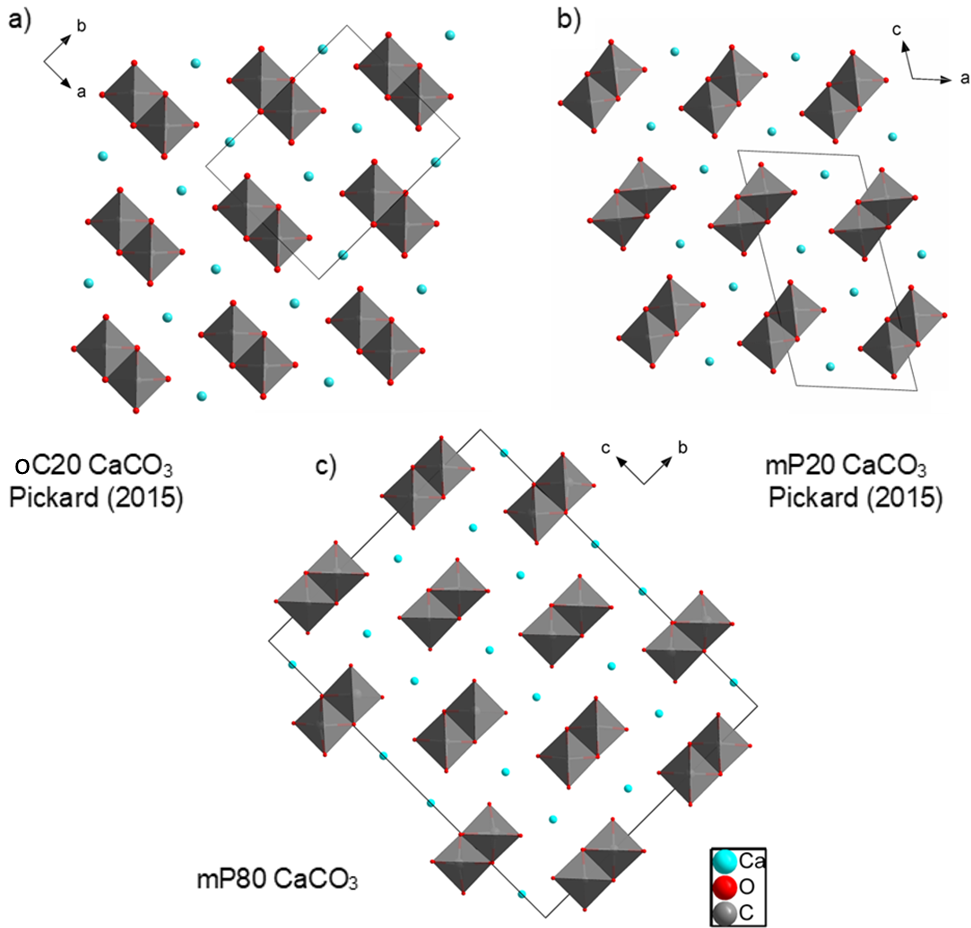 a)
b
a
b)
c
a
oC20 CaCO₃
Pickard (2015)
c)
c
b
mP20 CaCO₃
Pickard (2015)
mP80 CaCO₃
Ca
O
C